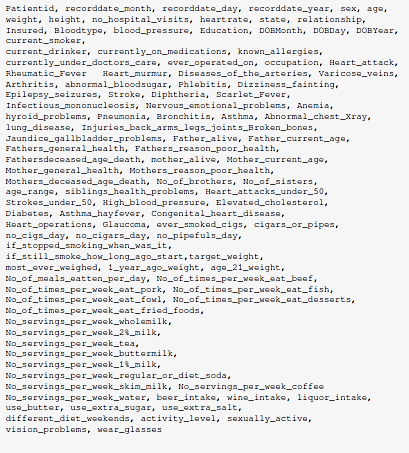 Patientid, recorddate_month, recorddate_day, recorddate_year, sex, age,
weight, height, no_hospital_visits, heartrate, state, relationship,
Insured, Bloodtype, blood_pressure, Education, DOBMonth, DOBDay, DOBYear,
current_smoker,
current_drinker, currently_on_medications, known_allergies,
currently_under_doctors_care, ever_operated_on, occupation, Heart_attack,
Rheumatic_Fever Heart_murmur, Diseases_of_the_arteries, Varicose_veins,
Arthritis, abnormal_bloodsugar, Phlebitis, Dizziness_fainting,
Epilepsy_seizures, Stroke, Diphtheria, Scarlet_Fever,
Infectious_mononucleosis, Nervous_emotional_problems, Anemia,
hyroid_problems, Pneumonia, Bronchitis, Asthma, Abnormal_chest_Xray,
lung_disease, Injuries_back_arms_legs_joints_Broken_bones,
Jaundice_gallbladder_problems, Father_alive, Father_current_age,
Fathers_general_health, Fathers_reason_poor_health,
Fathersdeceased_age_death, mother_alive, Mother_current_age,
Mother_general_health, Mothers_reason_poor_health,
Mothers_deceased_age_death, No_of_brothers, No_of_sisters,
age_range, siblings_health_problems, Heart_attacks_under_50,
Strokes_under_50, High_blood_pressure, Elevated_cholesterol,
Diabetes, Asthma_hayfever, Congenital_heart_disease,
Heart_operations, Glaucoma, ever_smoked_cigs, cigars_or_pipes,
no_cigs_day, no_cigars_day, no_pipefuls_day,
if_stopped_smoking_when_was_it,
if_still_smoke_how_long_ago_start,target_weight,
most_ever_weighed, 1_year_ago_weight, age_21_weight,
No_of_meals_eatten_per_day, No_of_times_per_week_eat_beef,
No_of_times_per_week_eat_pork, No_of_times_per_week_eat_fish,
No_of_times_per_week_eat_fowl, No_of_times_per_week_eat_desserts,
No_of_times_per_week_eat_fried_foods,
No_servings_per_week_wholemilk,
No_servings_per_week_2%_milk,
No_servings_per_week_tea,
No_servings_per_week_buttermilk,
No_servings_per_week_1%_milk,
No_servings_per_week_regular_or_diet_soda,
No_servings_per_week_skim_milk, No_servings_per_week_coffee
No_servings_per_week_water, beer_intake, wine_intake, liquor_intake,
use_butter, use_extra_sugar, use_extra_salt,
different_diet_weekends, activity_level, sexually_active,
vision_problems, wear_glasses